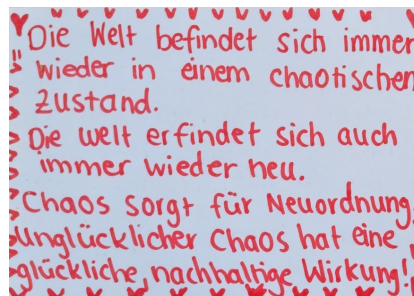 Die Welt befindet sich immer
wieder in einem chaotischen
Zustand.
Die Welt erfindet sich auch
immer wieder neu.
Chaos sorgt für Neuordnung,
unglücklicher Chaos hat eine
glückliche, nachhaltige Wirkung!